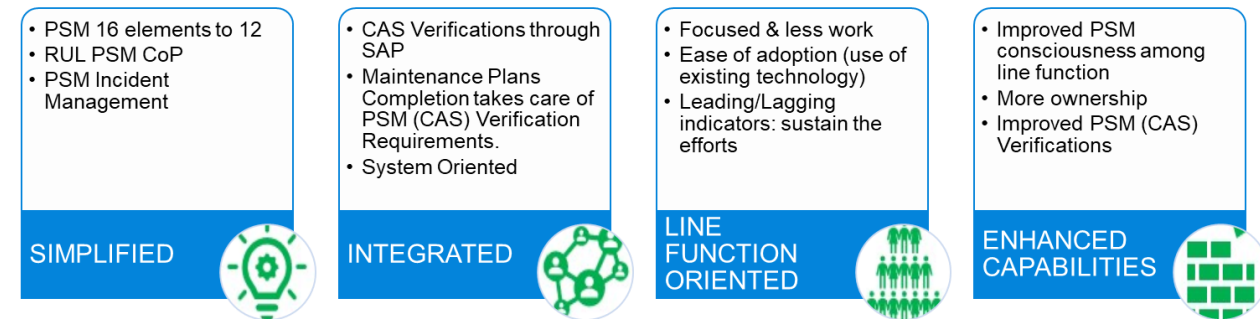 • PSM 16 elements to 12
• RUL PSM CoP
• PSM Incident
Management
SIMPLIFIED
• CAS Verifications through
SAP
• Maintenance Plans
Completion takes care of
PSM (CAS) Verification
Requirements.
• System Oriented
INTEGRATED
• Focused & less work
• Ease of adoption (use of
existing technology)
• Leading/Lagging
indicators: sustain the
efforts
LINE
FUNCTION
ORIENTED
• Improved PSM
consciousness among
line function
• More ownership
• Improved PSM (CAS)
Verifications
ENHANCED
CAPABILITIES